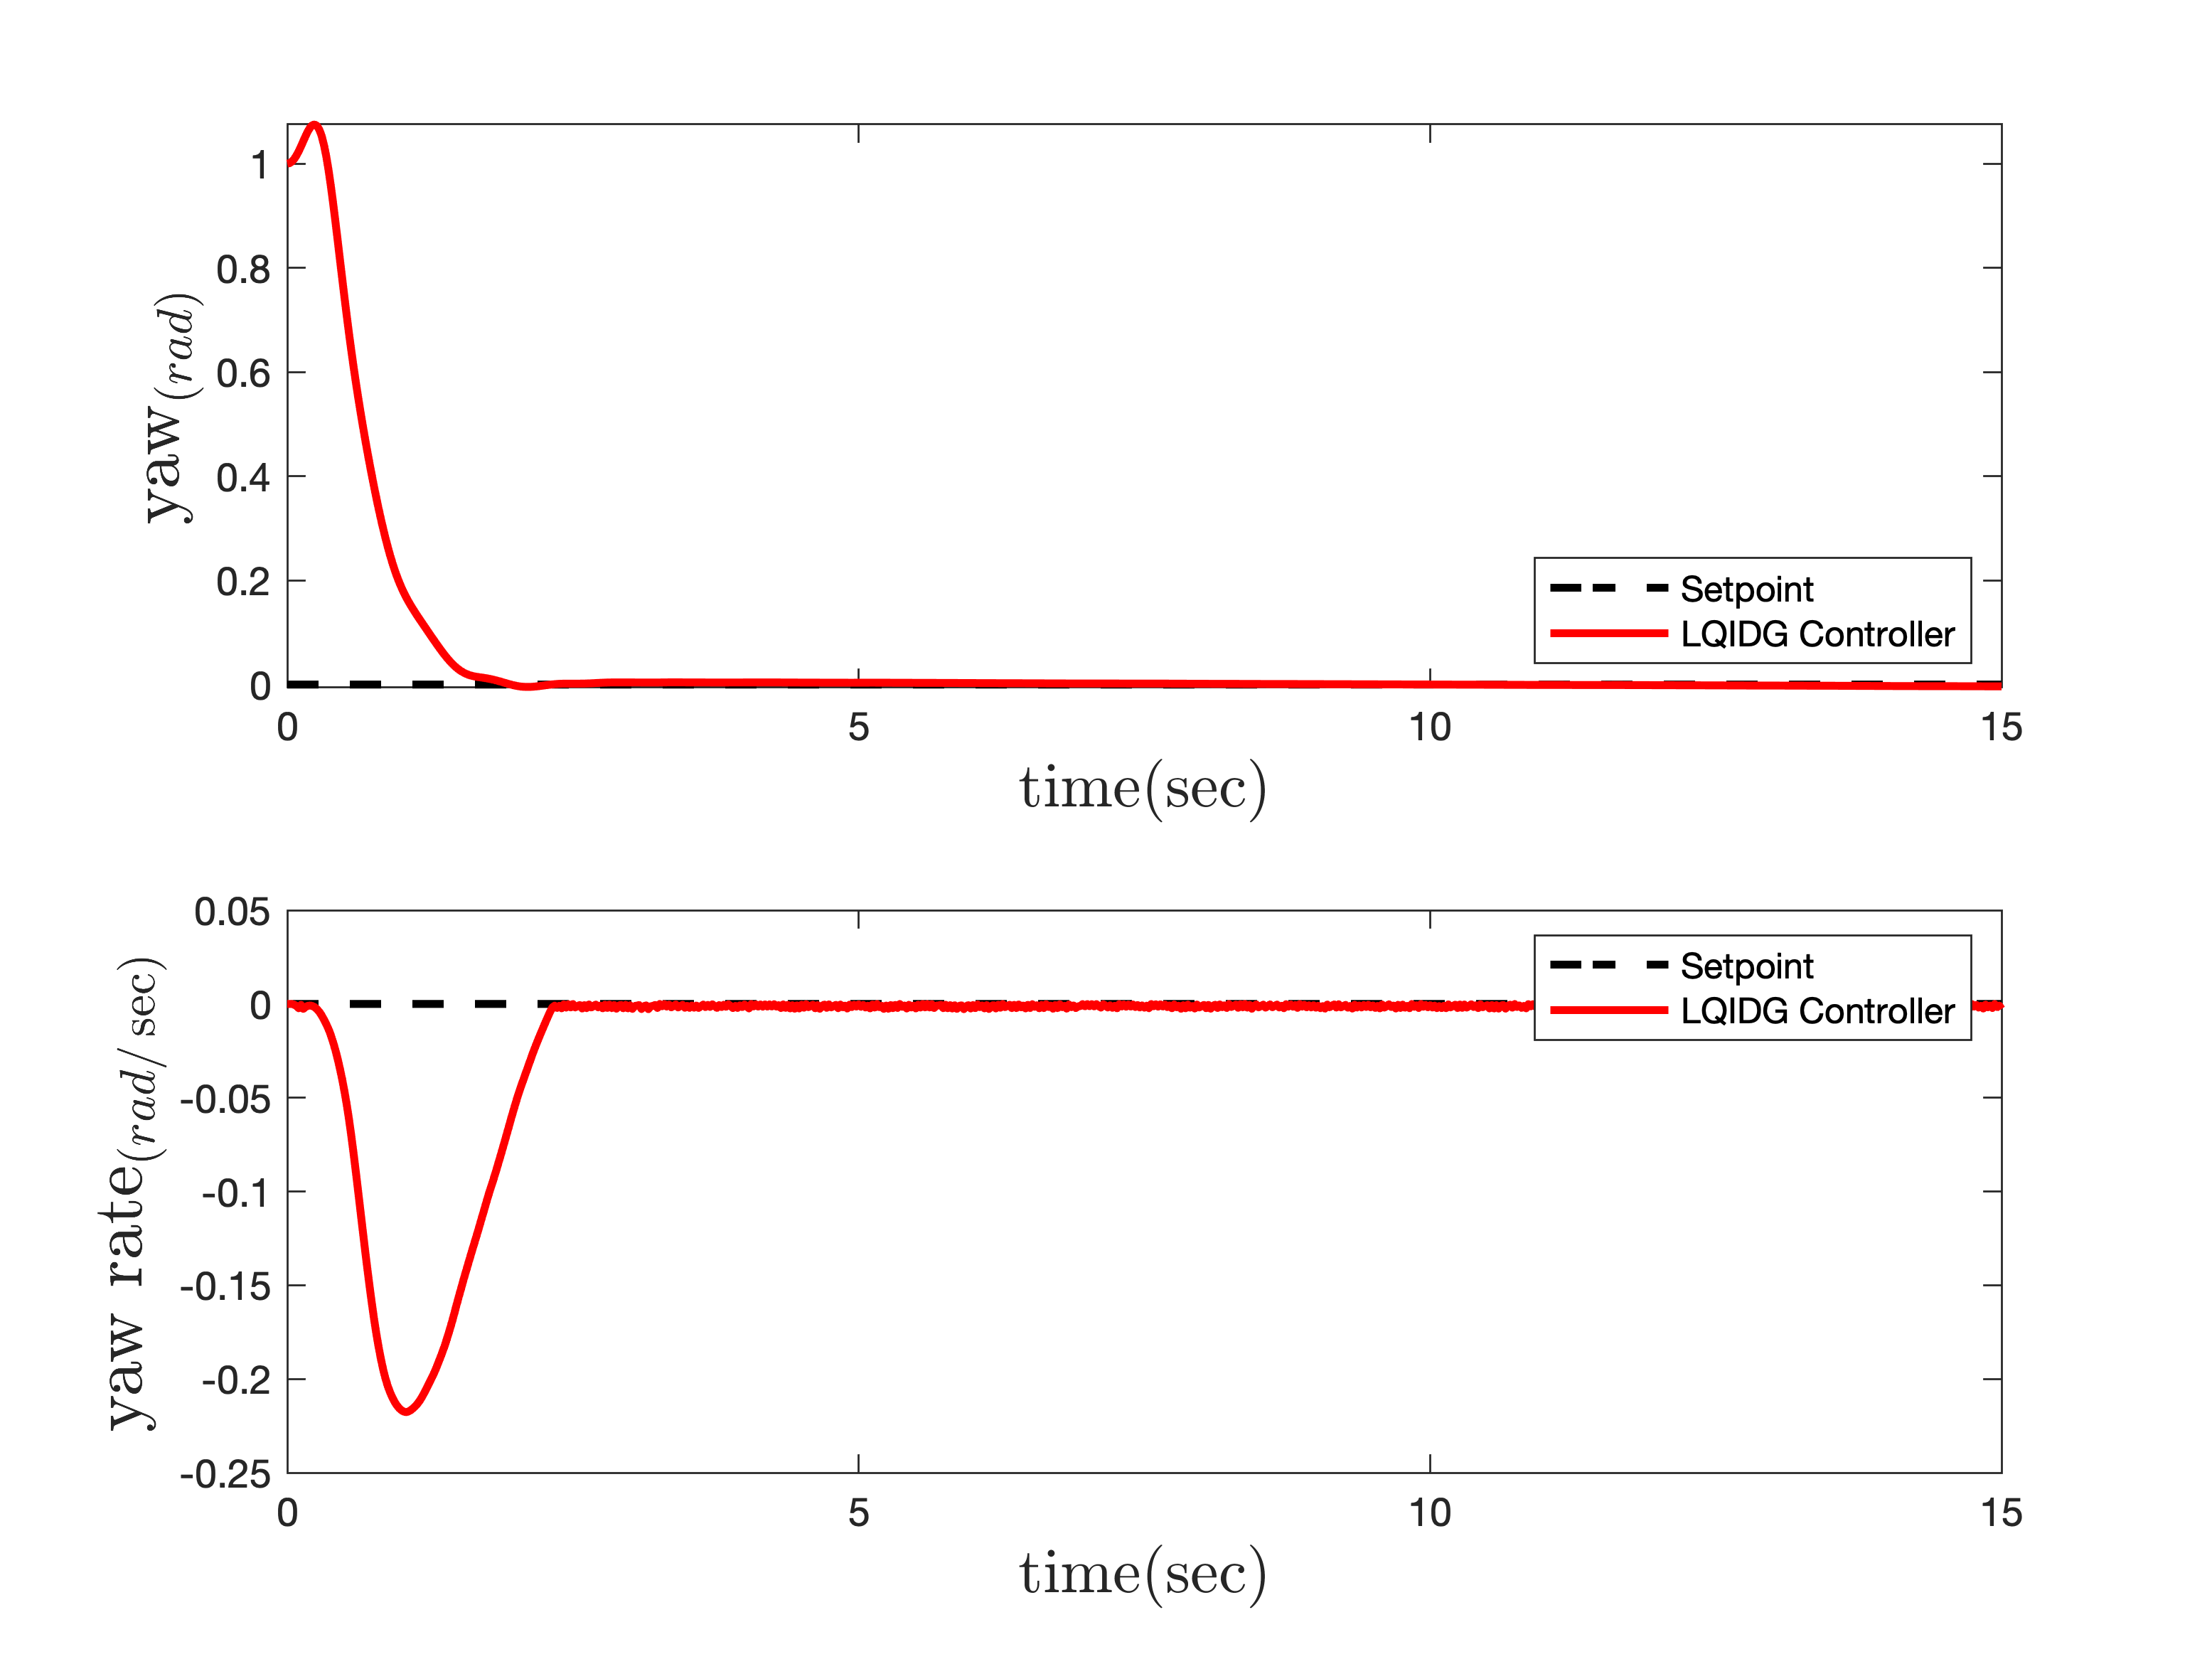 yaw(rad)
1
0.8
0.6
0.4
0.2
0
0 5 10 15
time(sec)
Setpoint
LQIDG Controller
yaw rate(rad/sec)
0.05
0
-0.05
-0.1
-0.15
-0.2
-0.25
0 5 10 15
time(sec)
Setpoint
LQIDG Controller